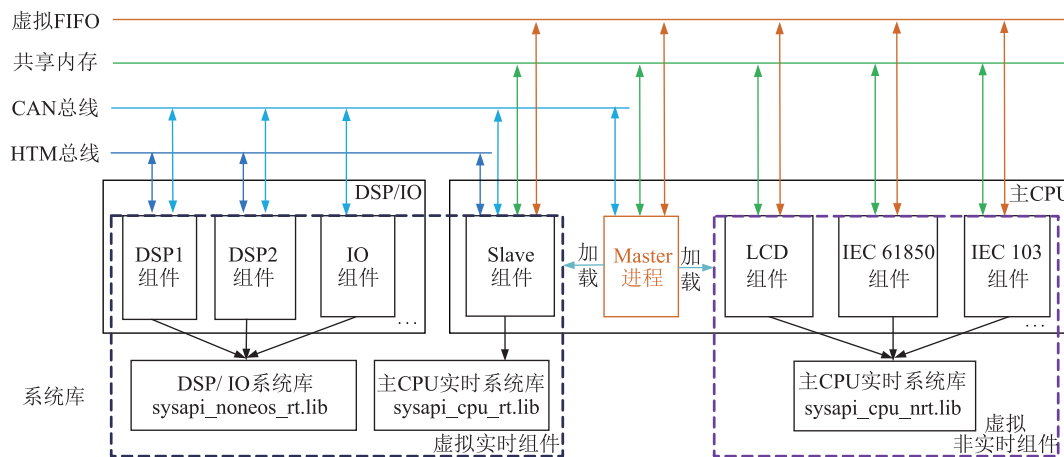 虚拟FIFO
共享内存
CAN总线
HTM总线
DSP/IO
主CPU
DSP1
组件
DSP2
组件
IO
组件
...
Slave
组件
加
载
Master
进程
加
载
LCD
组件
IEC 61850
组件
IEC 103
组件
...
系统库
DSP/ IO系统库
sysapi_noneos_rt.lib
主CPU实时系统库
sysapi_cpu_rt.lib
虚拟实时组件
主CPU实时系统库
sysapi_cpu_nrt.lib
虚拟
非实时组件